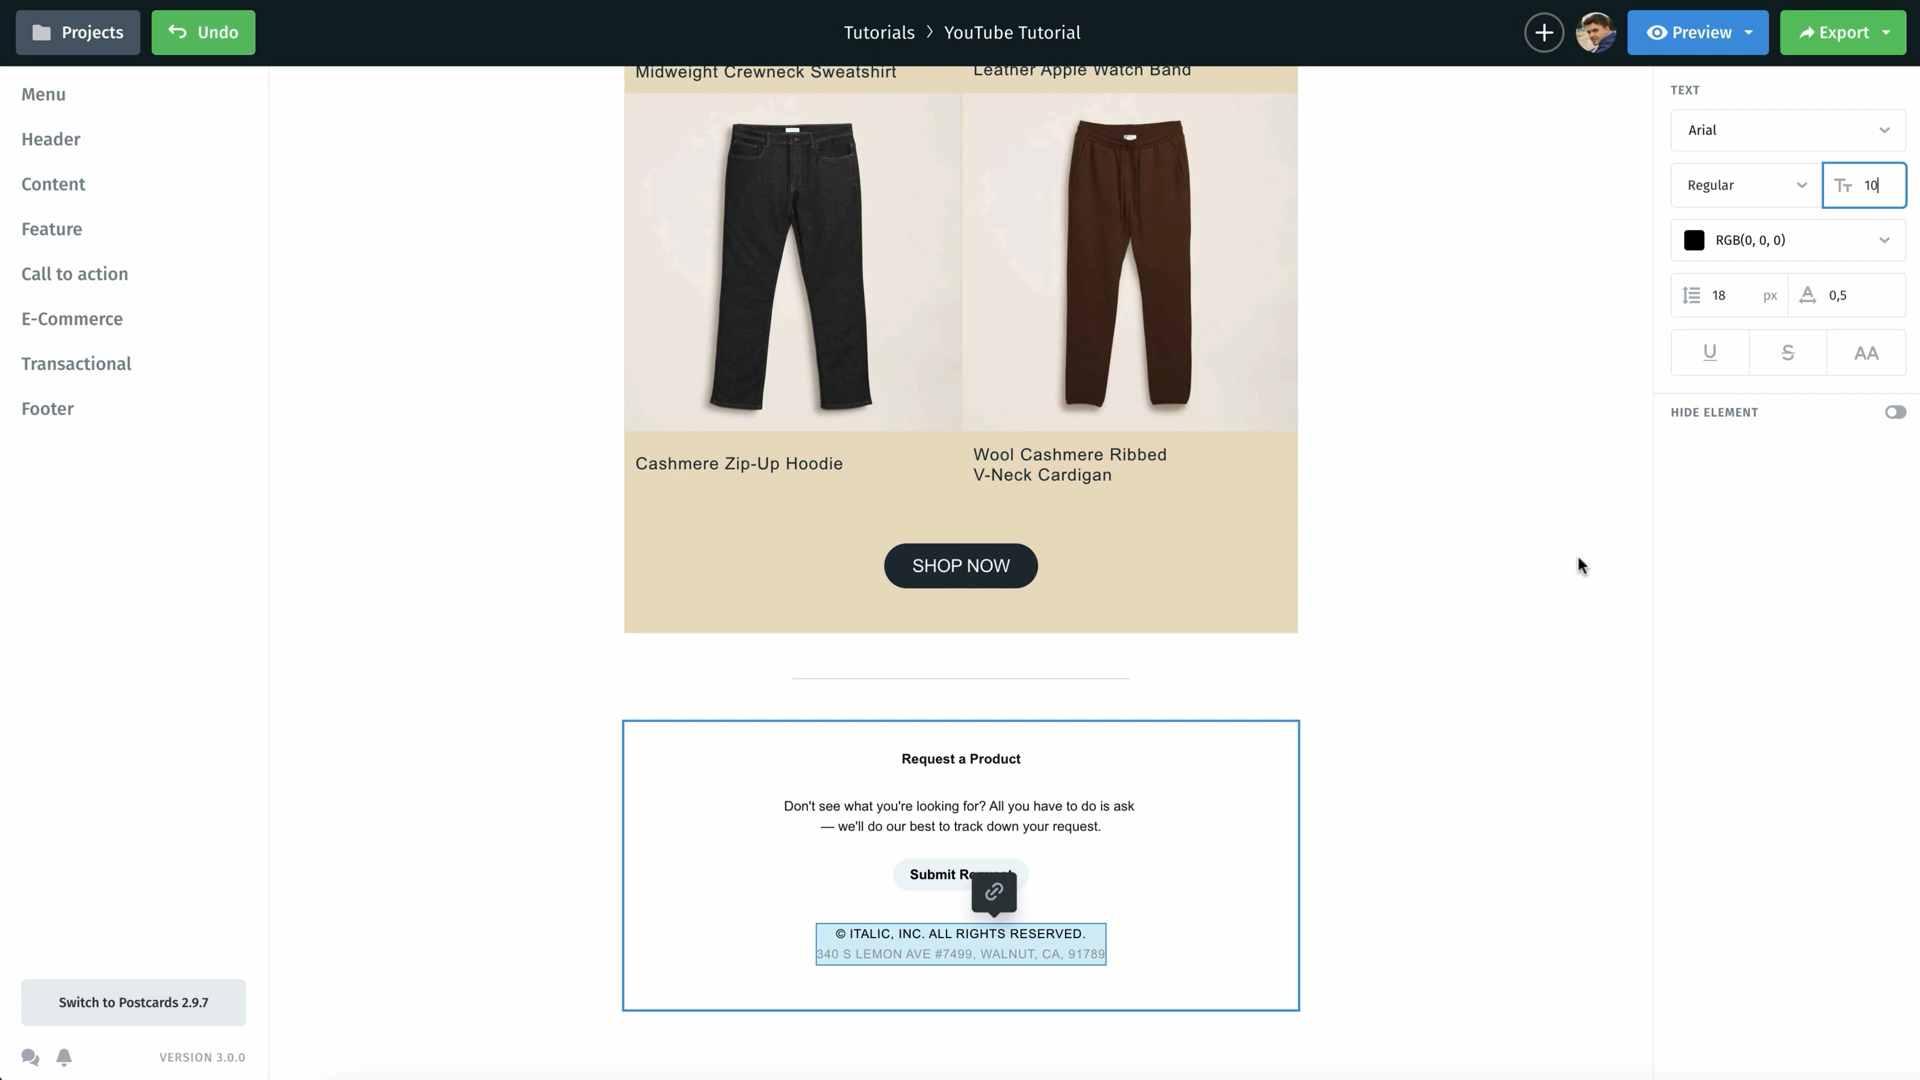 Projects
Undo
Tutorials
YouTube Tutorial
Preview
Export
Menu
Header
Content
Feature
Call to action
E-Commerce
Transactional
Footer
Switch to Postcards 2.9.7
VERSION 3.0.0
Midweight Crewneck Sweatshirt
Leather Apple Watch Band
Cashmere Zip-Up Hoodie
Wool Cashmere Ribbed
V-Neck Cardigan
SHOP NOW
Request a Product
Don't see what you're looking for? All you have to do is ask
— we'll do our best to track down your request.
Submit
© ITALIC, INC. ALL RIGHTS RESERVED.
340 S LEMON AVE #7499, WALNUT, CA, 91789
TEXT
Arial
Regular
TT 10
RGB(0, 0, 0)
18 px
A 0,5
U S AA
HIDE ELEMENT